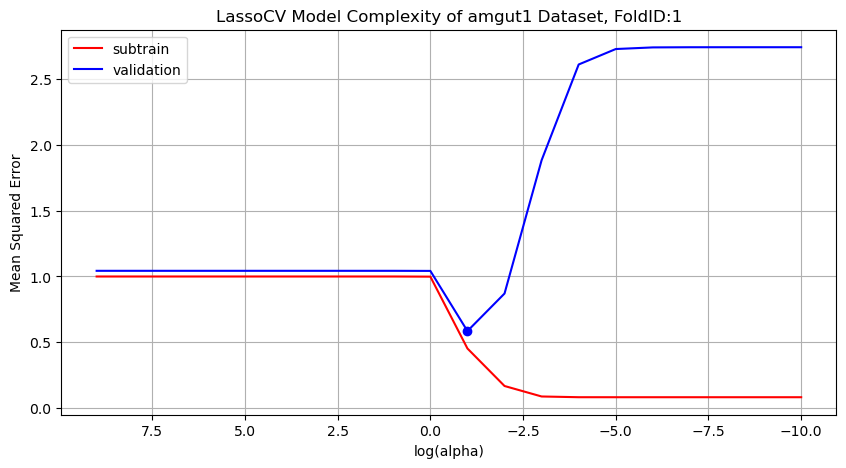 LassoCV Model Complexity of amgut1 Dataset, FoldID:1
subtrain
validation
Mean Squared Error
2.5
2.0
1.5
1.0
0.5
0.0
7.5 5.0 2.5 0.0 −2.5 −5.0 −7.5 −10.0
log(alpha)